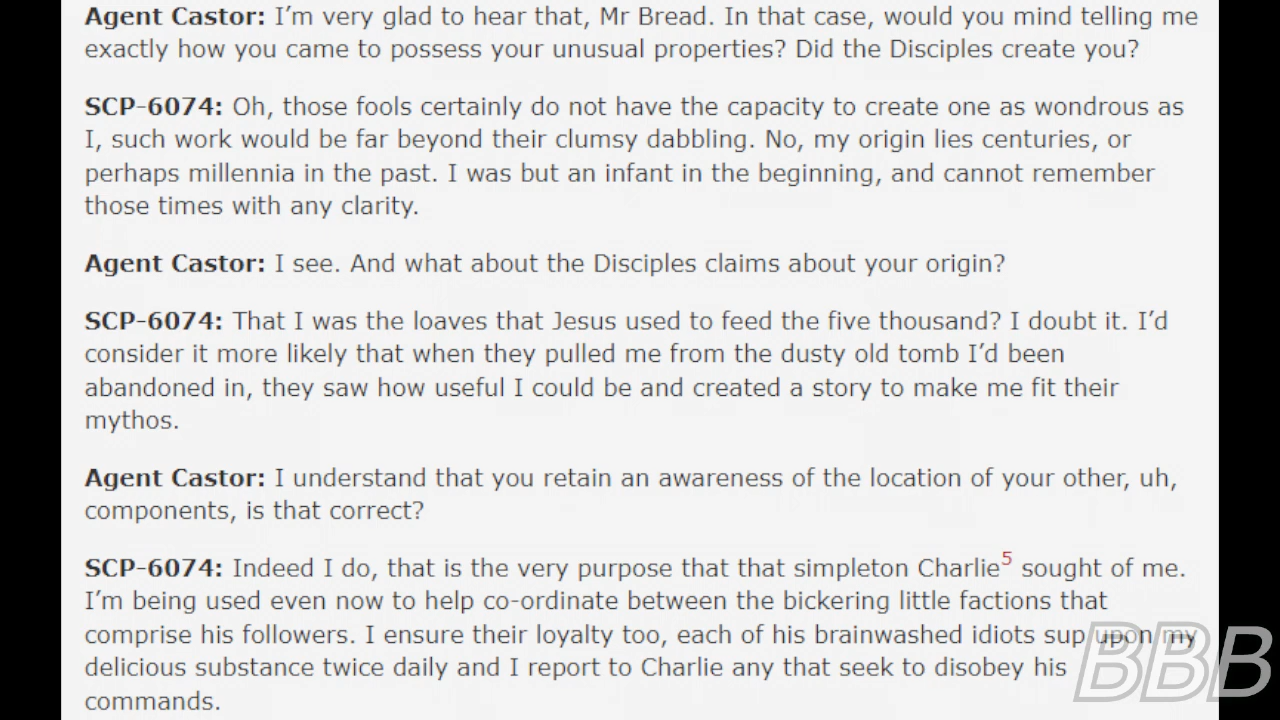 Agent Castor: I’m very glad to hear that, Mr Bread. In that case, would you mind telling me
exactly how you came to possess your unusual properties? Did the Disciples create you?
SCP-6074: Oh, those fools certainly do not have the capacity to create one as wondrous as
I, such work would be far beyond their clumsy dabbling. No, my origin lies centuries, or
perhaps millennia in the past. I was but an infant in the beginning, and cannot remember
those times with any clarity.
Agent Castor: I see. And what about the Disciples claims about your origin?
SCP-6074: That I was the loaves that Jesus used to feed the five thousand? I doubt it. I’d
consider it more likely that when they pulled me from the dusty old tomb I’d been
abandoned in, they saw how useful I could be and created a story to make me fit their
mythos.
Agent Castor: I understand that you retain an awareness of the location of your other, uh,
components, is that correct?
SCP-6074: Indeed I do, that is the very purpose that that simpleton Charlie5 sought of me.
I’m being used even now to help co-ordinate between the bickering little factions that
comprise his followers. I ensure their loyalty too, each of his brainwashed idiots sup upon my
delicious substance twice daily and I report to Charlie any that seek to disobey his
commands.
BBB